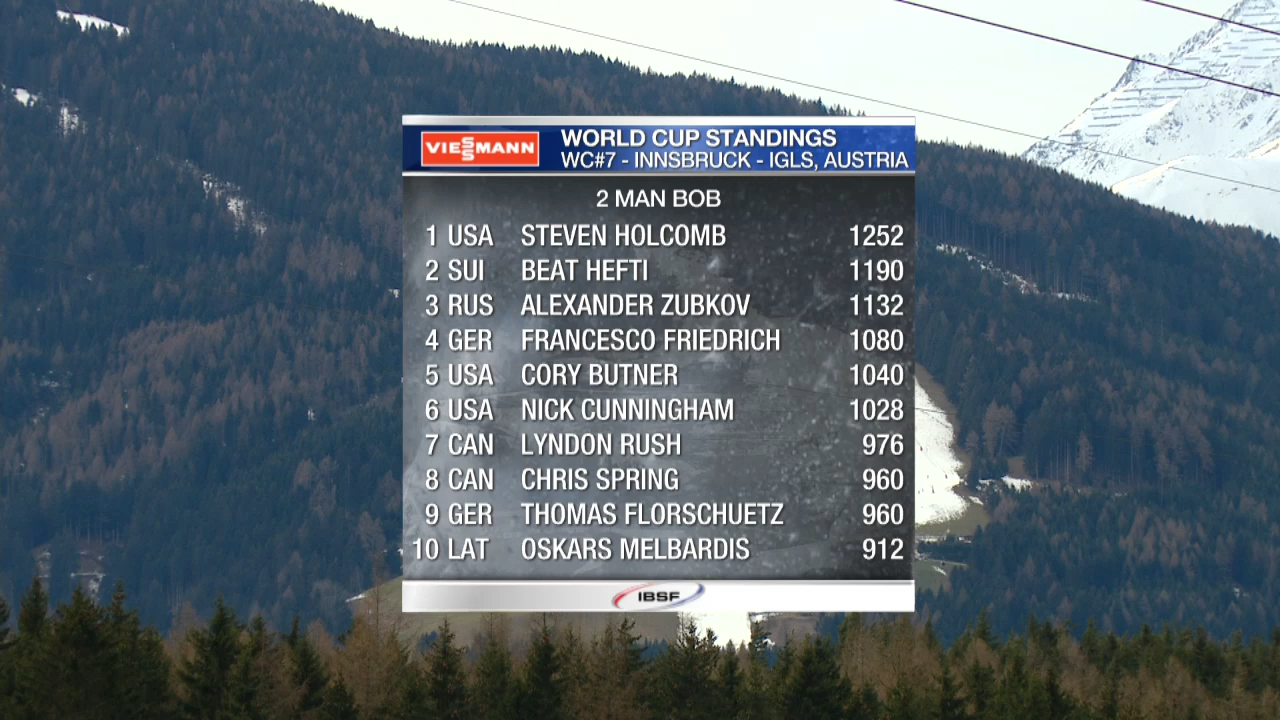 VIESSMANN
WORLD CUP STANDINGS
WC#7 - INNSBRUCK - IGLS, AUSTRIA
2 MAN BOB
1 USA STEVEN HOLCOMB 1252
2 SUI BEAT HEFTI 1190
3 RUS ALEXANDER ZUBKOV 1132
4 GER FRANCESCO FRIEDRICH 1080
5 USA CORY BUTNER 1040
6 USA NICK CUNNINGHAM 1028
7 CAN LYNDON RUSH 976
8 CAN CHRIS SPRING 960
9 GER THOMAS FLORSCHUETZ 960
10 LAT OSKARS MELBARDIS 912
IBSF